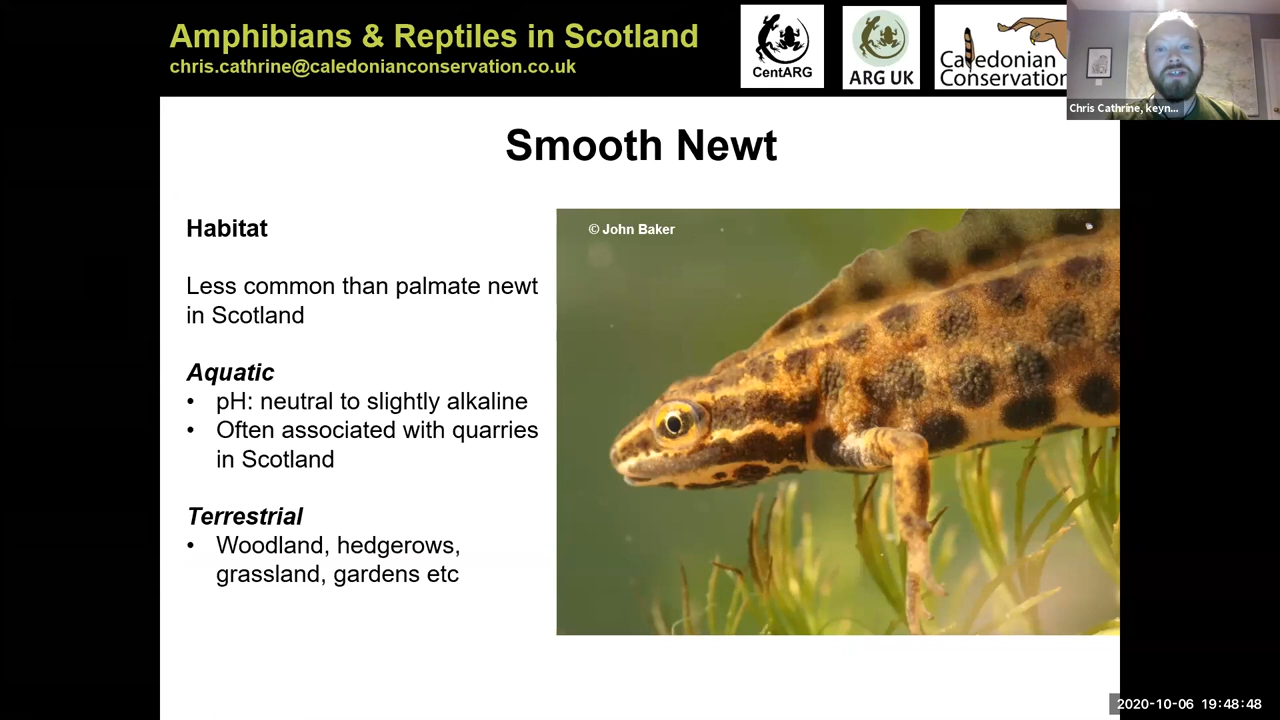 Amphibians & Reptiles in Scotland
chris.cathrine@caledonianconservation.co.uk
CentARG
ARG UK
Caledonian
Conservation
Chris Cathrine, keyn...
Smooth Newt
Habitat
© John Baker
Less common than palmate newt
in Scotland
Aquatic
• pH: neutral to slightly alkaline
• Often associated with quarries
in Scotland
Terrestrial
• Woodland, hedgerows,
grassland, gardens etc
2020-10-06 19:48:48